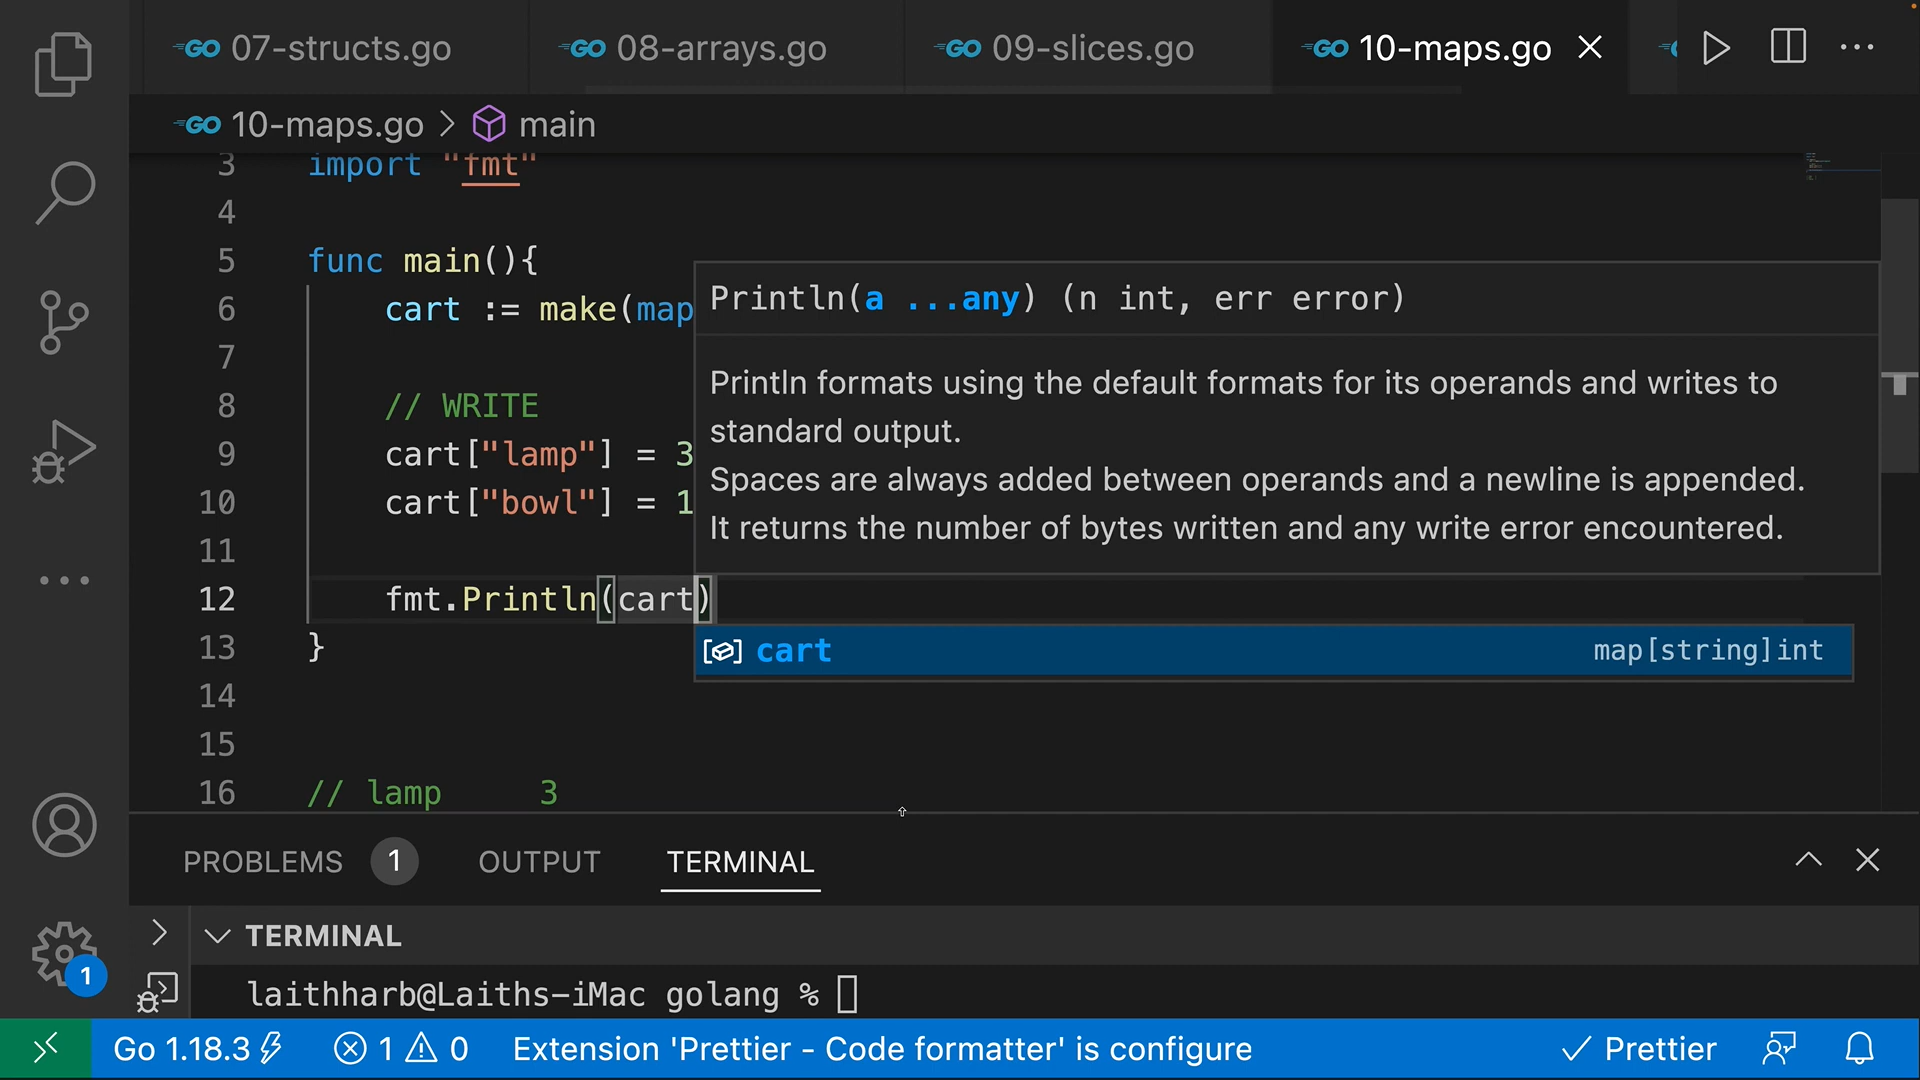 GO 07-structs.go GO 08-arrays.go GO 09-slices.go GO 10-maps.go
GO 10-maps.go > main
3 import "fmt"
4
5 func main(){
6 cart := make(map
7
8 // WRITE
9 cart["lamp"] = 3
10 cart["bowl"] = 1
11
12 fmt.Println(cart)
13 }
14
15
16 // lamp 3
Println(a ...any) (n int, err error)
Println formats using the default formats for its operands and writes to
standard output.
Spaces are always added between operands and a newline is appended.
It returns the number of bytes written and any write error encountered.
cart map[string]int
PROBLEMS 1 OUTPUT TERMINAL
TERMINAL
1
laithharb@Laiths-iMac golang %
Go 1.18.3 1 0 Extension 'Prettier - Code formatter' is configure Prettier